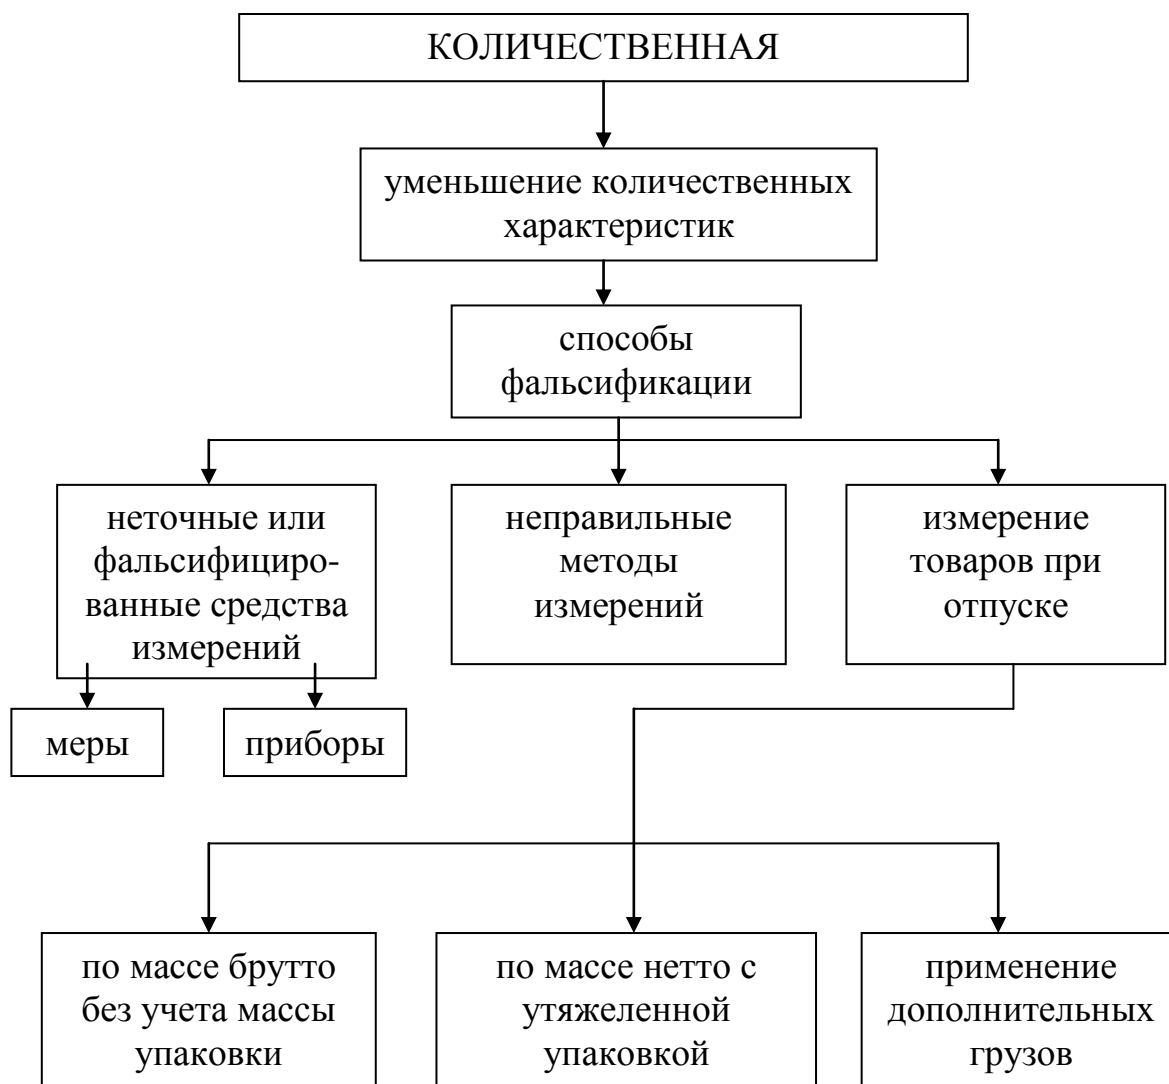 КОЛИЧЕСТВЕННАЯ
уменьшение количественных
характеристик
способы
фальсификации
неточные или
фальсифициро-
ванные средства
измерений
неправильные
методы
измерений
измерение
товаров при
отпуске
меры
приборы
по массе брутто
без учета массы
упаковки
по массе нетто с
утяжеленной
упаковкой
применение
дополнительных
грузов